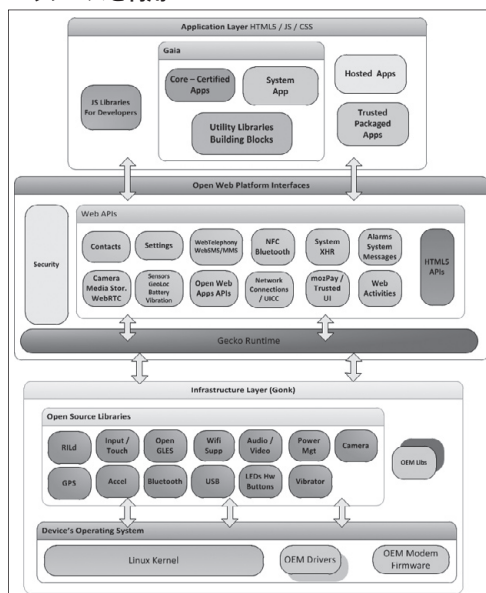 Application Layer HTML5 / JS / CSS
Gaia
Core – Certified
Apps
System
App
Hosted Apps
JS Libraries
For Developers
Utility Libraries
Building Blocks
Trusted
Packaged
Apps
Open Web Platform Interfaces
Security
Web APIs
Contacts
Settings
WebTelephony
WebSMS/MMS
NFC
Bluetooth
System
XHR
Alarms
System
Messages
HTML5
APIs
Camera
Media Stor.
WebRTC
Sensors
GeoLoc
Battery
Vibration
Open Web
Apps APIs
Network
Connections
/ UICC
mozPay /
Trusted
UI
Web
Activities
Gecko Runtime
Infrastructure Layer (Gonk)
Open Source Libraries
RILd
Input /
Touch
Open
GLES
Wifi
Supp
Audio /
Video
Power
Mgt
Camera
OEM Libs
GPS
Accel
Bluetooth
USB
LEDs Hw
Buttons
Vibrator
Device's Operating System
Linux Kernel
OEM Drivers
OEM Modem
Firmware